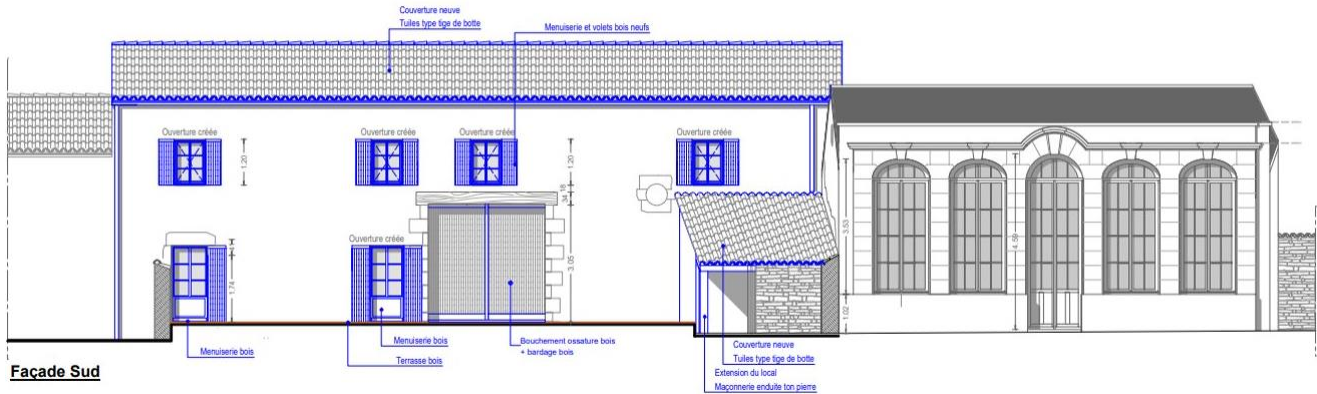 Couverture neuve
Tuiles type tige de botte
Menuiserie et volets bois neufs
Ouverture créée
Ouverture créée
Ouverture créée
Ouverture créée
1.20
1.20
18
34
Ouverture créée
3.53
4.59
1.74
3.05
1.02
Menuiserie bois
Menuiserie bois
Terrasse bois
Bouchement ossature bois
+ bardage bois
Couverture neuve
Tuiles type tige de botte
Extension du local
Maçonnerie enduite ton pierre
Façade Sud